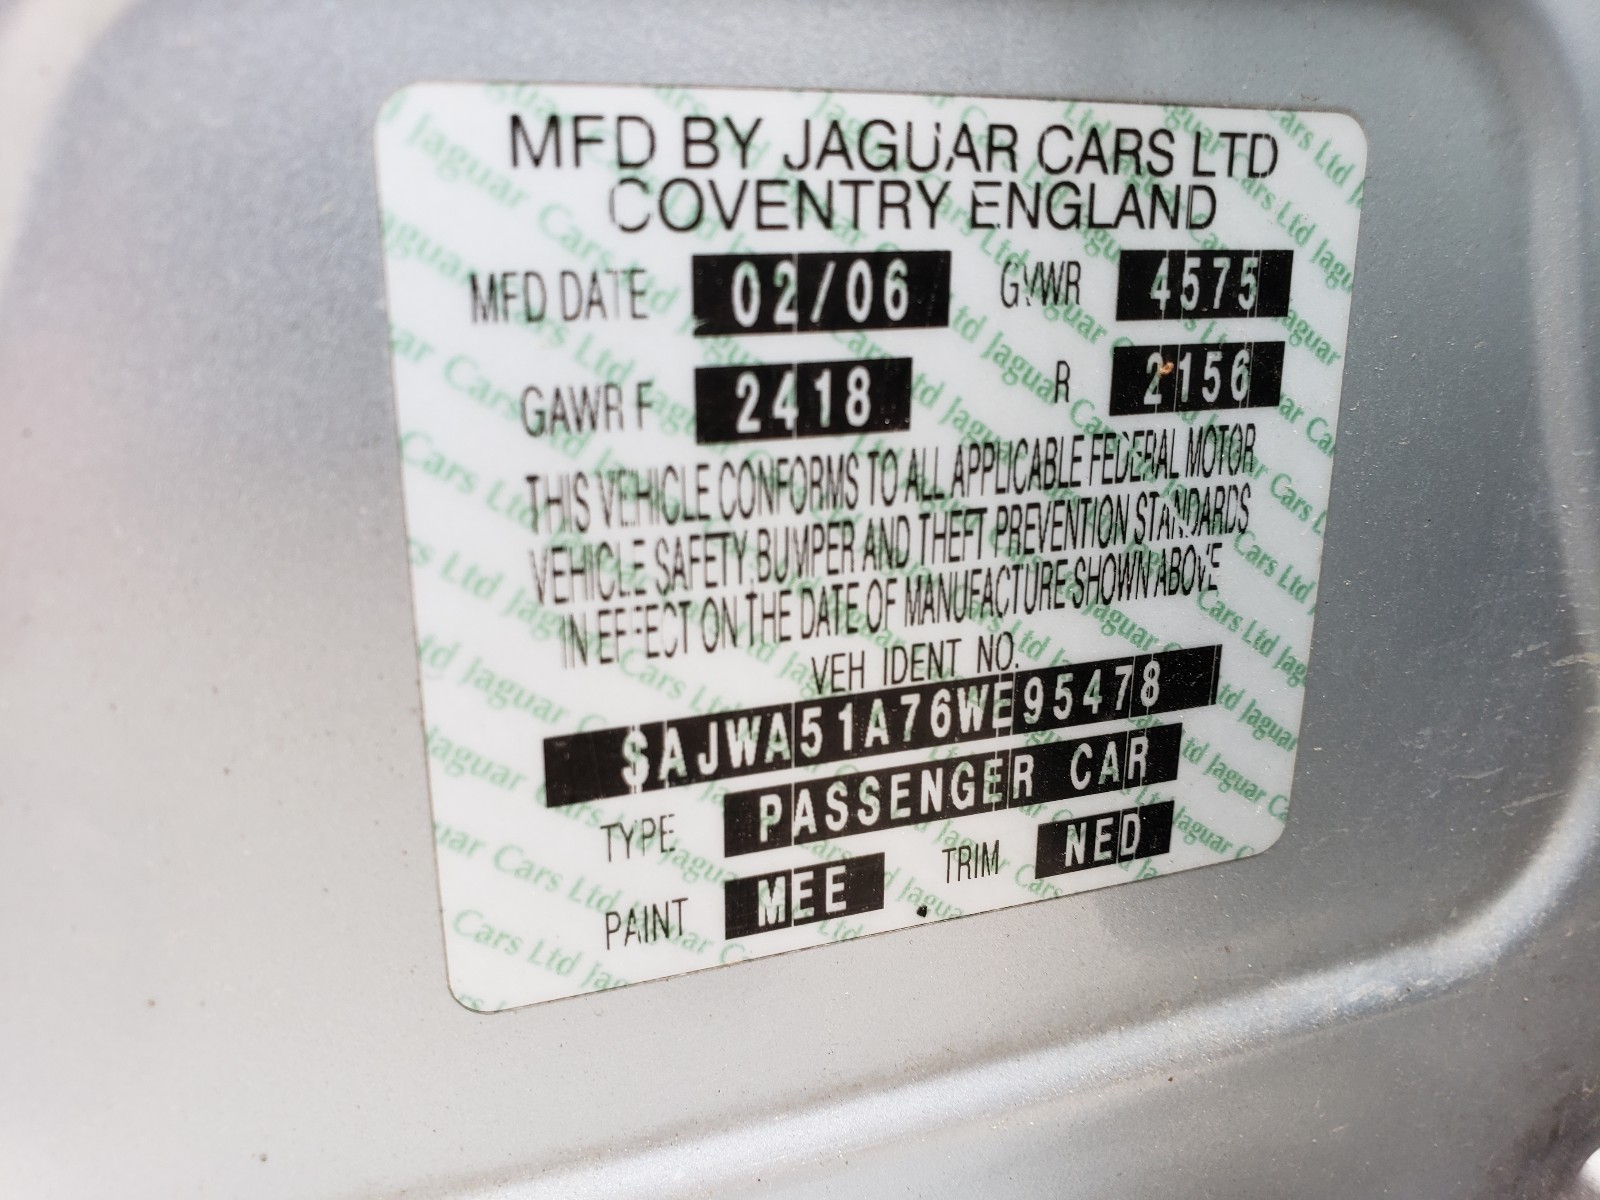 MFD BY JAGUAR CARS LTD
COVENTRY ENGLAND
MFD DATE 02/06 GVWR 4575
GAWR F 2418 R 2156
THIS VEHICLE CONFORMS TO ALL APPLICABLE FEDERAL MOTOR
VEHICLE SAFETY, BUMPER AND THEFT PREVENTION STANDARDS
IN EFFECT ON THE DATE OF MANUFACTURE SHOWN ABOVE
VEH IDENT NO.
SAJWA51A76WE95478
TYPE PASSENGER CAR
PAINT MEE TRIM NED